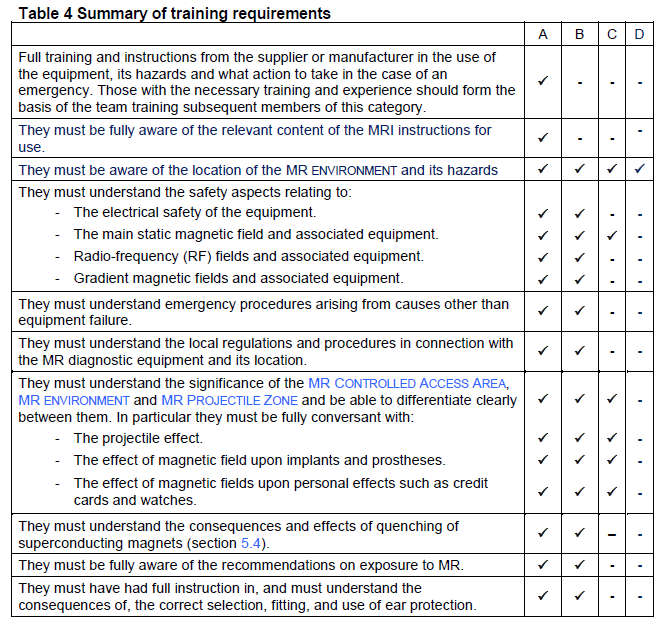 Table 4 Summary of training requirements
A B C D
Full training and instructions from the supplier or manufacturer in the use of
the equipment, its hazards and what action to take in the case of an
emergency. Those with the necessary training and experience should form the
basis of the team training subsequent members of this category.
✓ - - -
They must be fully aware of the relevant content of the MRI instructions for
use.
✓ - - -
They must be aware of the location of the MR ENVIRONMENT and its hazards ✓ ✓ ✓ ✓
They must understand the safety aspects relating to:
- The electrical safety of the equipment. ✓ ✓ - -
- The main static magnetic field and associated equipment. ✓ ✓ ✓ -
- Radio-frequency (RF) fields and associated equipment. ✓ ✓ - -
- Gradient magnetic fields and associated equipment. ✓ ✓ - -
They must understand emergency procedures arising from causes other than
equipment failure.
✓ ✓ - -
They must understand the local regulations and procedures in connection with
the MR diagnostic equipment and its location.
✓ ✓ - -
They must understand the significance of the MR CONTROLLED ACCESS AREA,
MR ENVIRONMENT and MR PROJECTILE ZONE and be able to differentiate clearly
between them. In particular they must be fully conversant with:
✓ ✓ ✓ -
- The projectile effect. ✓ ✓ ✓ -
- The effect of magnetic field upon implants and prostheses. ✓ ✓ ✓ -
- The effect of magnetic fields upon personal effects such as credit
cards and watches.
✓ ✓ ✓ -
They must understand the consequences and effects of quenching of
superconducting magnets (section 5.4).
✓ ✓ – -
They must be fully aware of the recommendations on exposure to MR. ✓ ✓ - -
They must have had full instruction in, and must understand the
consequences of, the correct selection, fitting, and use of ear protection.
✓ ✓ - -